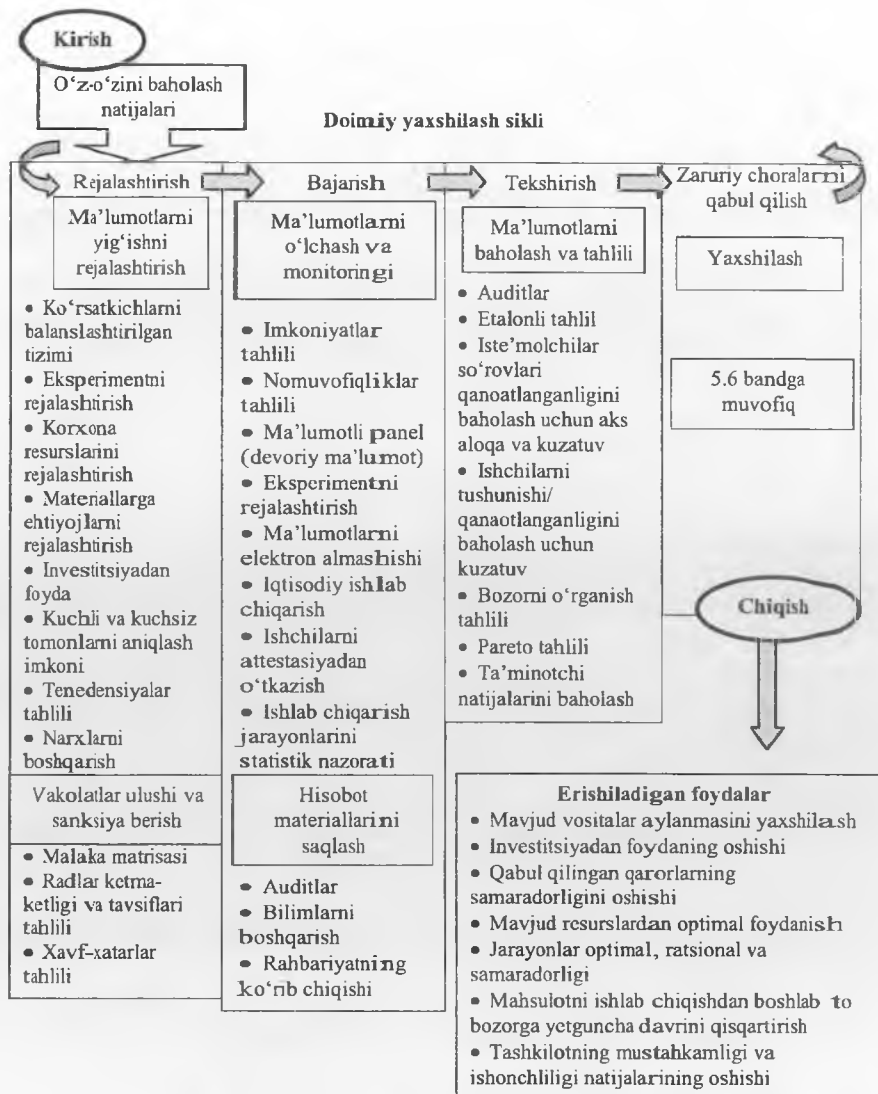 Kirish
O‘z-o‘zini baholash
natijalari
Doimiy yaxshilash sikli
Rejalashtirish
Ma’lumotlarni
yig‘ishni
rejalashtirish
• Ko‘rsatkichlarni
balanslashtirilgan
tizimi
• Eksperimentni
rejalashtirish
• Korxona
resurslarini
rejalashtirish
• Materiallarga
ehtiyojlarni
rejalashtirish
• Investitsiyadan
foyda
• Kuchli va kuchsiz
tomonlarni aniqlash
imkoni
• Tenedensiyalar
tahlili
• Narxlarni
boshqarish
Vakolatlar ulushi va
sanksiya berish
• Malaka matrisasi
• Radlar ketma-
ketligi va tavsiflari
tahlili
• Xavf-xatarlar
tahlili
Bajarish
Ma’lumotlarni
o‘lchash va
monitoringi
• Imkoniyatlar
tahlili
• Nomuvofiqliklar
tahlili
• Ma’lumotli panel
(devoriy ma’lumot)
• Eksperimentni
rejalashtirish
• Ma’lumotlarni
elektron almashishi
• Iqtisodiy ishlab
chiqarish
• Ishchilarni
attestasiyadan
o‘tkazish
• Ishlab chiqarish
jarayonlarini
statistik nazorati
Hisobot
materiallarini
saqlash
• Auditlar
• Bilimlarni
boshqarish
• Rahbariyatning
ko‘rib chiqishi
Tekshirish
Ma’lumotlarni
baholash va tahlili
• Auditlar
• Etalonli tahlil
• Iste’molchilar
so‘rovlari
qanoatlanganligini
baholash uchun aks
aloqa va kuzatuv
• Ishchilarni
tushunishi/
qanaotlanganligini
baholash uchun
kuzatuv
• Bozorni o‘rganish
tahlili
• Pareto tahlili
• Ta’minotchi
natijalarini baholash
Zaruriy choralarni
qabul qilish
Yaxshilash
5.6 bandga
muvofiq
Chiqish
Erishiladigan foydalar
• Mavjud vositalar aylanmasini yaxshilash
• Investitsiyadan foydaning oshishi
• Qabul qilingan qarorlarning
samaradorligini oshishi
• Mavjud resurslardan optimal foydanish
• Jarayonlar optimal, ratsional va
samaradorligi
• Mahsulotni ishlab chiqishdan boshlab to
bozorga yetguncha davrini qisqartirish
• Tashkilotning mustahkamligi va
ishonchliligi natijalarining oshishi